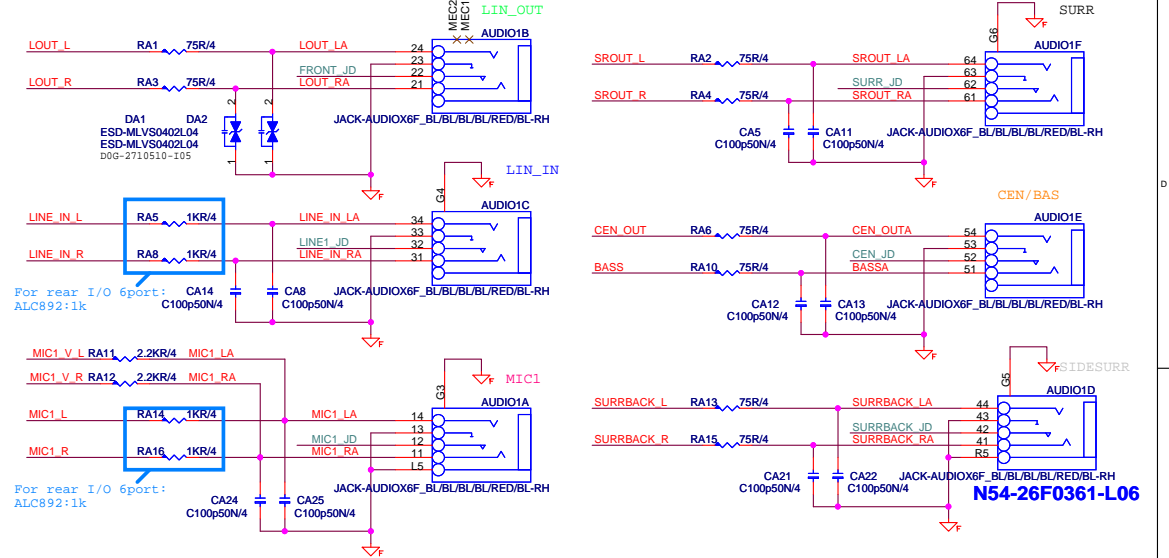 MEC2
MEC1
LIN_OUT
AUDIO1B
LOUT_L
RA1
75R/4
LOUT_LA
24
23
FRONT_JD
22
LOUT_R
RA3
75R/4
LOUT_RA
21
2
2
DA1
DA2
ESD-MLVS0402L04
ESD-MLVS0402L04
D0G-2710510-I05
1
1
JACK-AUDIOX6F_BL/BL/BL/BL/RED/BL-RH
F
LIN_IN
G4
F
AUDIO1C
LINE_IN_L
RA5
1KR/4
LINE_IN_LA
34
33
LINE1_JD
32
LINE_IN_R
RA8
1KR/4
LINE_IN_RA
31
For rear I/O 6port:
ALC892:1k
CA14
C100p50N/4
CA8
C100p50N/4
JACK-AUDIOX6F_BL/BL/BL/BL/RED/BL-RH
F
MIC1_V_L
RA11
2.2KR/4
MIC1_LA
MIC1_V_R
RA12
2.2KR/4
MIC1_RA
G3
F
MIC1
AUDIO1A
MIC1_L
RA14
1KR/4
MIC1_LA
14
13
MIC1_JD
12
MIC1_R
RA16
1KR/4
MIC1_RA
11
L5
For rear I/O 6port:
ALC892:1k
CA24
C100p50N/4
CA25
C100p50N/4
JACK-AUDIOX6F_BL/BL/BL/BL/RED/BL-RH
F
G6
F
SURR
AUDIO1F
SROUT_L
RA2
75R/4
SROUT_LA
64
63
SURR_JD
62
SROUT_R
RA4
75R/4
SROUT_RA
61
CA5
C100p50N/4
CA11
C100p50N/4
JACK-AUDIOX6F_BL/BL/BL/BL/RED/BL-RH
F
D
CEN/BAS
AUDIO1E
CEN_OUT
RA6
75R/4
CEN_OUTA
54
53
CEN_JD
52
BASS
RA10
75R/4
BASSA
51
CA12
C100p50N/4
CA13
C100p50N/4
JACK-AUDIOX6F_BL/BL/BL/BL/RED/BL-RH
F
G5
F
SIDESURR
AUDIO1D
SURRBACK_L
RA13
75R/4
SURRBACK_LA
44
43
SURRBACK_JD
42
SURRBACK_R
RA15
75R/4
SURRBACK_RA
41
R5
CA21
C100p50N/4
CA22
C100p50N/4
JACK-AUDIOX6F_BL/BL/BL/BL/RED/BL-RH
N54-26F0361-L06
F